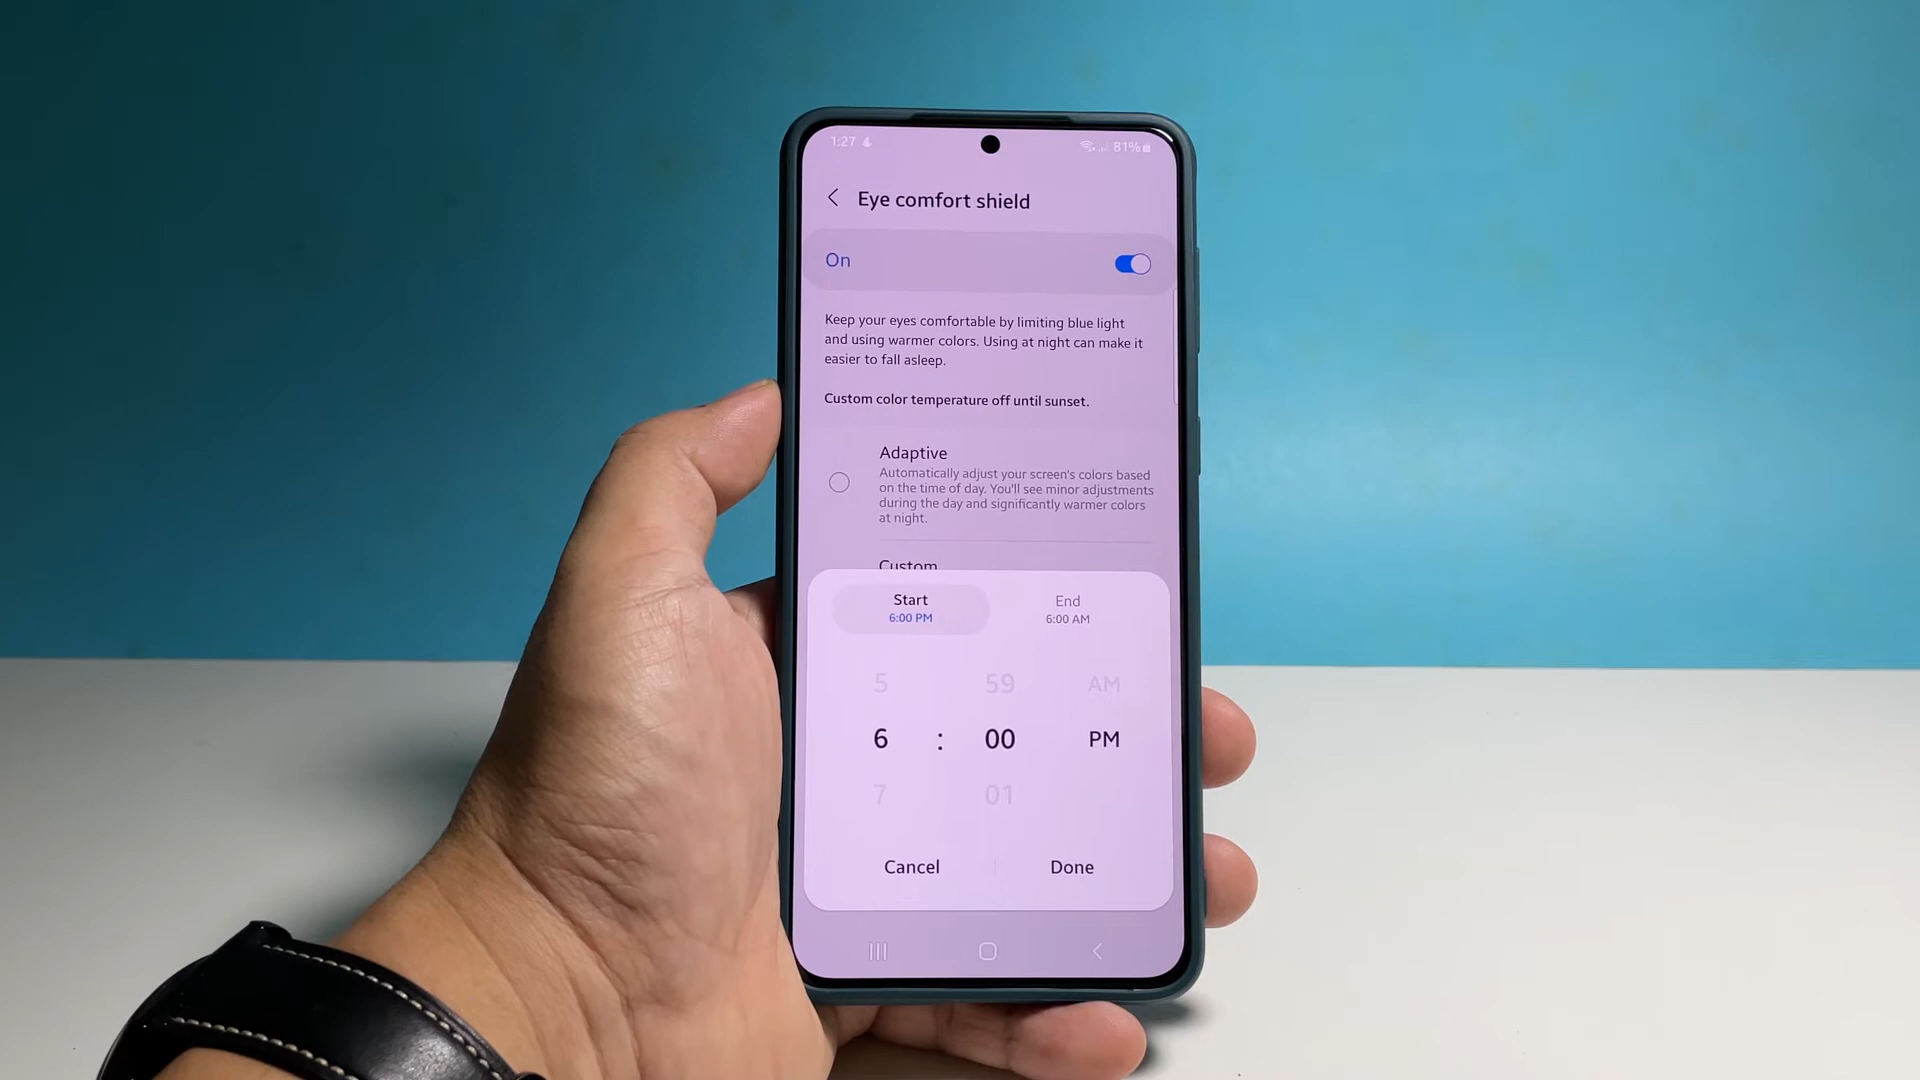 1:27
81%
Eye comfort shield
On
Keep your eyes comfortable by limiting blue light
and using warmer colors. Using at night can make it
easier to fall asleep.
Custom color temperature off until sunset.
Adaptive
Automatically adjust your screen's colors based
on the time of day. You'll see minor adjustments
during the day and significantly warmer colors
at night.
Custom
Start
6:00 PM
End
6:00 AM
5 59 AM
6 : 00 PM
7 01
Cancel
Done